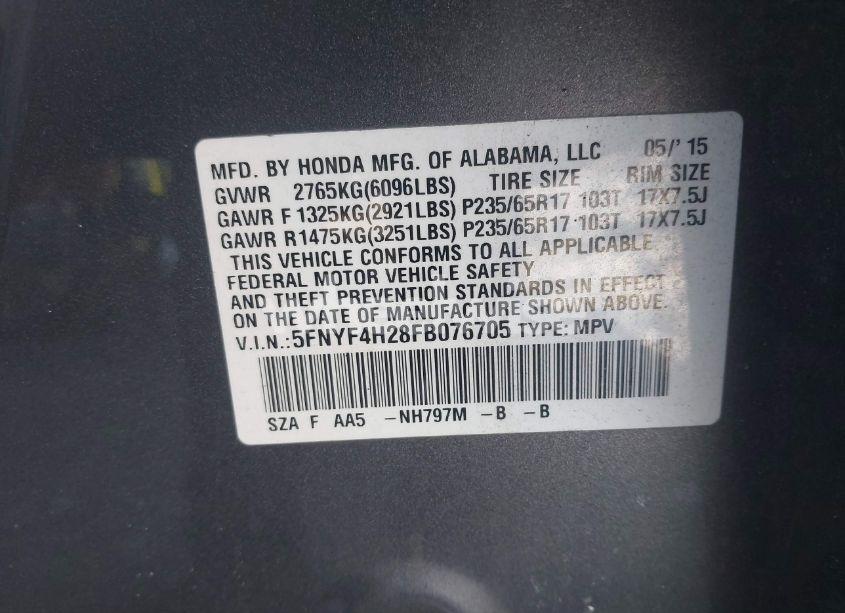 MFD. BY HONDA MFG. OF ALABAMA, LLC 05/' 15
GVWR 2765KG(6096LBS) TIRE SIZE RIM SIZE
GAWR F 1325KG(2921LBS) P235/65R17 103T 17X7.5J
GAWR R1475KG(3251LBS) P235/65R17 103T 17X7.5J
THIS VEHICLE CONFORMS TO ALL APPLICABLE
FEDERAL MOTOR VEHICLE SAFETY
AND THEFT PREVENTION STANDARDS IN EFFECT
ON THE DATE OF MANUFACTURE SHOWN ABOVE.
V.I.N.:5FNYF4H28FB076705 TYPE: MPV
SZA F AA5 -NH797M -B -B